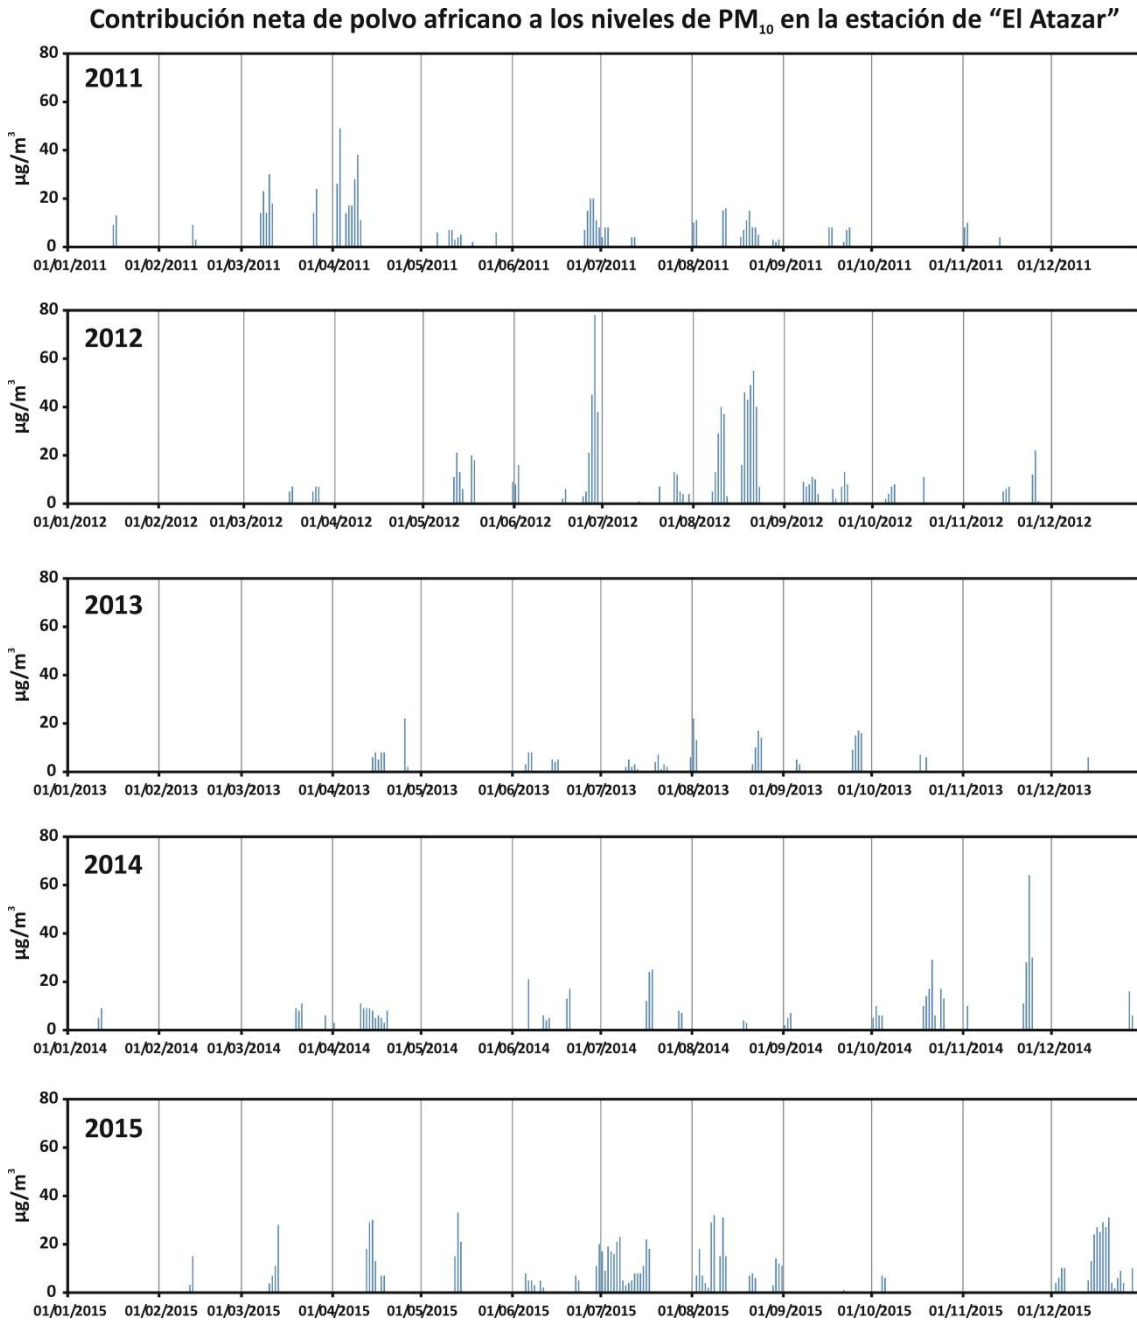 Contribución neta de polvo africano a los niveles de PM₁₀ en la estación de “El Atazar”
80
2011
60
µg/m³
40
20
0
01/01/2011 01/02/2011 01/03/2011 01/04/2011 01/05/2011 01/06/2011 01/07/2011 01/08/2011 01/09/2011 01/10/2011 01/11/2011 01/12/2011
80
2012
60
µg/m³
40
20
0
01/01/2012 01/02/2012 01/03/2012 01/04/2012 01/05/2012 01/06/2012 01/07/2012 01/08/2012 01/09/2012 01/10/2012 01/11/2012 01/12/2012
80
2013
60
µg/m³
40
20
0
01/01/2013 01/02/2013 01/03/2013 01/04/2013 01/05/2013 01/06/2013 01/07/2013 01/08/2013 01/09/2013 01/10/2013 01/11/2013 01/12/2013
80
2014
60
µg/m³
40
20
0
01/01/2014 01/02/2014 01/03/2014 01/04/2014 01/05/2014 01/06/2014 01/07/2014 01/08/2014 01/09/2014 01/10/2014 01/11/2014 01/12/2014
80
2015
60
µg/m³
40
20
0
01/01/2015 01/02/2015 01/03/2015 01/04/2015 01/05/2015 01/06/2015 01/07/2015 01/08/2015 01/09/2015 01/10/2015 01/11/2015 01/12/2015